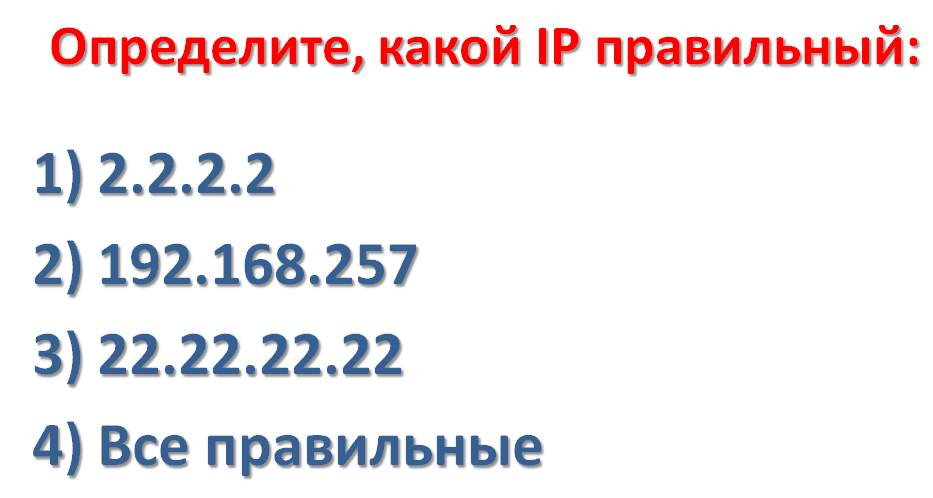 Определите, какой IP правильный:
1) 2.2.2.2
2) 192.168.257
3) 22.22.22.22
4) Все правильные